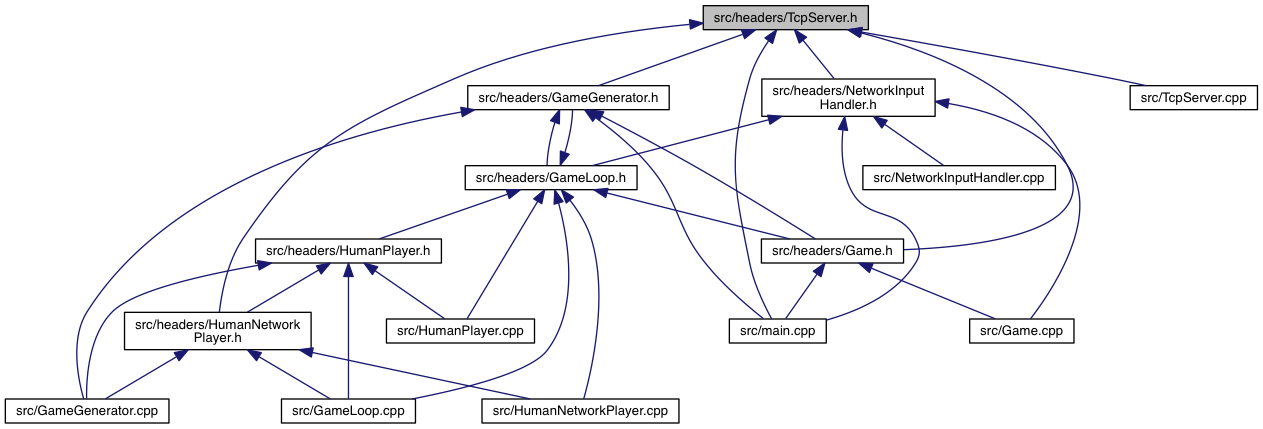 src/headers/TcpServer.h
src/headers/GameGenerator.h
src/headers/NetworkInput
Handler.h
src/TcpServer.cpp
src/headers/GameLoop.h
src/NetworkInputHandler.cpp
src/headers/HumanPlayer.h
src/headers/Game.h
src/headers/HumanNetwork
Player.h
src/HumanPlayer.cpp
src/main.cpp
src/Game.cpp
src/GameGenerator.cpp
src/GameLoop.cpp
src/HumanNetworkPlayer.cpp